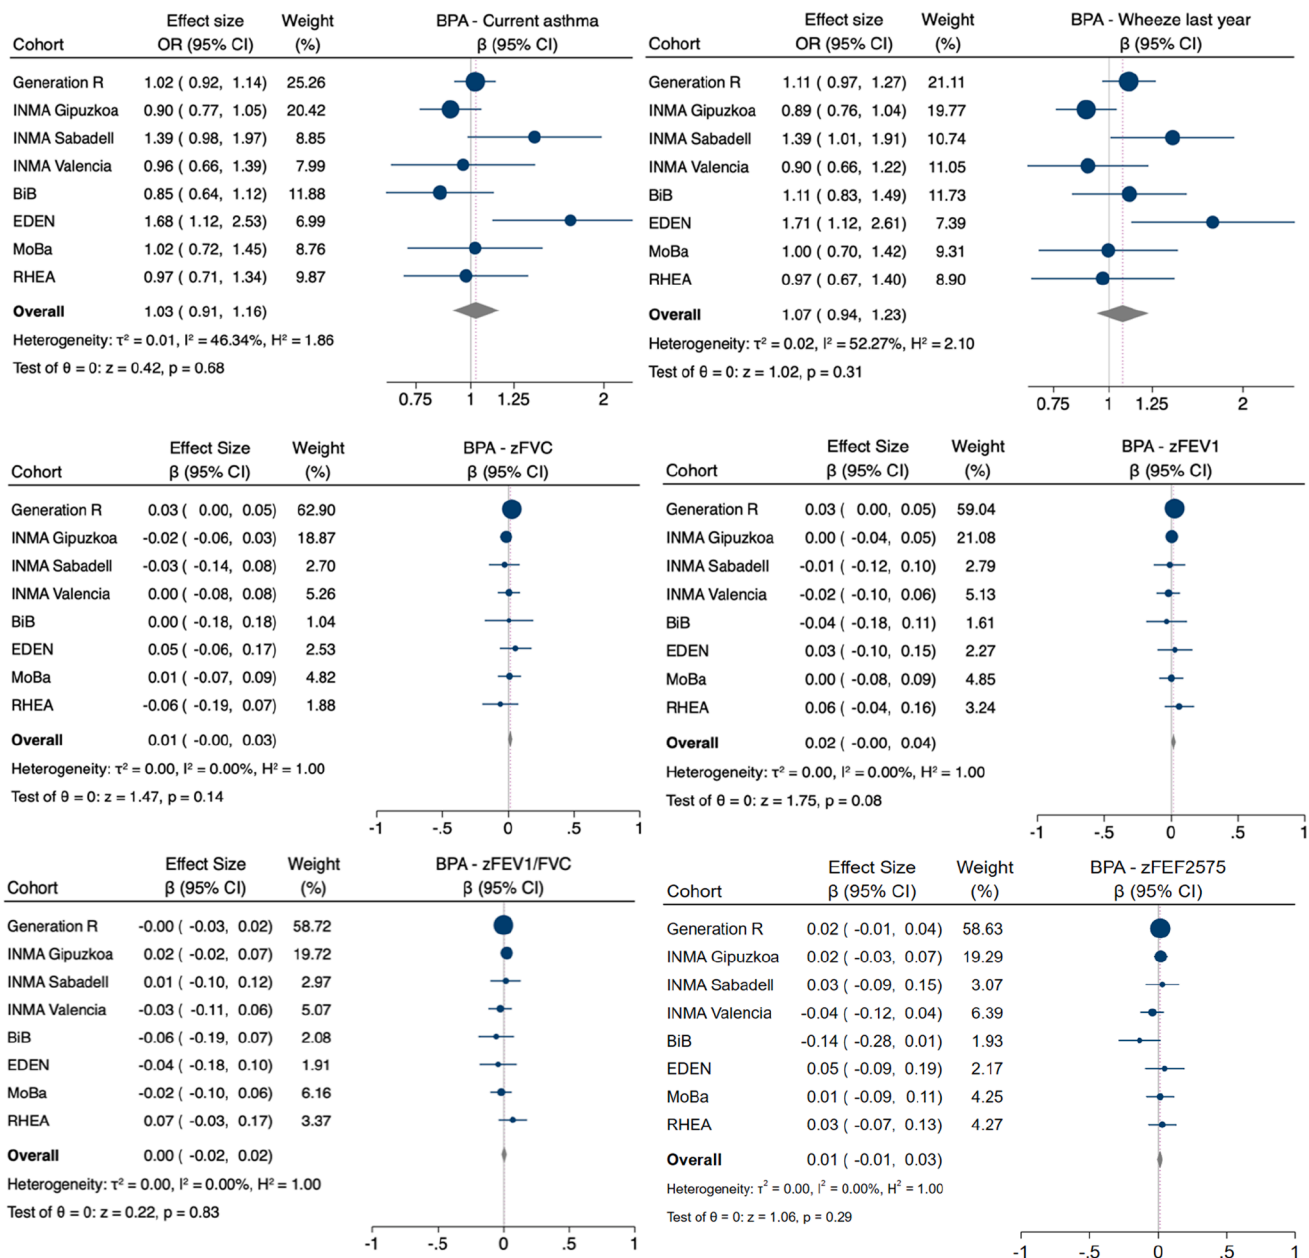 Effect size Weight BPA - Current asthma
Cohort OR (95% CI) (%) β (95% CI)
Generation R 1.02 ( 0.92, 1.14) 25.26
INMA Gipuzkoa 0.90 ( 0.77, 1.05) 20.42
INMA Sabadell 1.39 ( 0.98, 1.97) 8.85
INMA Valencia 0.96 ( 0.66, 1.39) 7.99
BiB 0.85 ( 0.64, 1.12) 11.88
EDEN 1.68 ( 1.12, 2.53) 6.99
MoBa 1.02 ( 0.72, 1.45) 8.76
RHEA 0.97 ( 0.71, 1.34) 9.87
Overall 1.03 ( 0.91, 1.16)
Heterogeneity: τ² = 0.01, I² = 46.34%, H² = 1.86
Test of θ = 0: z = 0.42, p = 0.68
0.75 1 1.25 2
Effect size Weight BPA - Wheeze last year
Cohort OR (95% CI) (%) β (95% CI)
Generation R 1.11 ( 0.97, 1.27) 21.11
INMA Gipuzkoa 0.89 ( 0.76, 1.04) 19.77
INMA Sabadell 1.39 ( 1.01, 1.91) 10.74
INMA Valencia 0.90 ( 0.66, 1.22) 11.05
BiB 1.11 ( 0.83, 1.49) 11.73
EDEN 1.71 ( 1.12, 2.61) 7.39
MoBa 1.00 ( 0.70, 1.42) 9.31
RHEA 0.97 ( 0.67, 1.40) 8.90
Overall 1.07 ( 0.94, 1.23)
Heterogeneity: τ² = 0.02, I² = 52.27%, H² = 2.10
Test of θ = 0: z = 1.02, p = 0.31
0.75 1 1.25 2
Effect Size Weight BPA - zFVC
Cohort β (95% CI) (%) β (95% CI)
Generation R 0.03 ( 0.00, 0.05) 62.90
INMA Gipuzkoa -0.02 ( -0.06, 0.03) 18.87
INMA Sabadell -0.03 ( -0.14, 0.08) 2.70
INMA Valencia 0.00 ( -0.08, 0.08) 5.26
BiB 0.00 ( -0.18, 0.18) 1.04
EDEN 0.05 ( -0.06, 0.17) 2.53
MoBa 0.01 ( -0.07, 0.09) 4.82
RHEA -0.06 ( -0.19, 0.07) 1.88
Overall 0.01 ( -0.00, 0.03)
Heterogeneity: τ² = 0.00, I² = 0.00%, H² = 1.00
Test of θ = 0: z = 1.47, p = 0.14
-1 -.5 0 .5 1
Effect Size Weight BPA - zFEV1
Cohort β (95% CI) (%) β (95% CI)
Generation R 0.03 ( 0.00, 0.05) 59.04
INMA Gipuzkoa 0.00 ( -0.04, 0.05) 21.08
INMA Sabadell -0.01 ( -0.12, 0.10) 2.79
INMA Valencia -0.02 ( -0.10, 0.06) 5.13
BiB -0.04 ( -0.18, 0.11) 1.61
EDEN 0.03 ( -0.10, 0.15) 2.27
MoBa 0.00 ( -0.08, 0.09) 4.85
RHEA 0.06 ( -0.04, 0.16) 3.24
Overall 0.02 ( -0.00, 0.04)
Heterogeneity: τ² = 0.00, I² = 0.00%, H² = 1.00
Test of θ = 0: z = 1.75, p = 0.08
-1 -.5 0 .5 1
Effect Size Weight BPA - zFEV1/FVC
Cohort β (95% CI) (%) β (95% CI)
Generation R -0.00 ( -0.03, 0.02) 58.72
INMA Gipuzkoa 0.02 ( -0.02, 0.07) 19.72
INMA Sabadell 0.01 ( -0.10, 0.12) 2.97
INMA Valencia -0.03 ( -0.11, 0.06) 5.07
BiB -0.06 ( -0.19, 0.07) 2.08
EDEN -0.04 ( -0.18, 0.10) 1.91
MoBa -0.02 ( -0.10, 0.06) 6.16
RHEA 0.07 ( -0.03, 0.17) 3.37
Overall 0.00 ( -0.02, 0.02)
Heterogeneity: τ² = 0.00, I² = 0.00%, H² = 1.00
Test of θ = 0: z = 0.22, p = 0.83
-1 -.5 0 .5 1
Effect Size Weight BPA - zFEF2575
Cohort β (95% CI) (%) β (95% CI)
Generation R 0.02 ( -0.01, 0.04) 58.63
INMA Gipuzkoa 0.02 ( -0.03, 0.07) 19.29
INMA Sabadell 0.03 ( -0.09, 0.15) 3.07
INMA Valencia -0.04 ( -0.12, 0.04) 6.39
BiB -0.14 ( -0.28, 0.01) 1.93
EDEN 0.05 ( -0.09, 0.19) 2.17
MoBa 0.01 ( -0.09, 0.11) 4.25
RHEA 0.03 ( -0.07, 0.13) 4.27
Overall 0.01 ( -0.01, 0.03)
Heterogeneity: τ² = 0.00, I² = 0.00%, H² = 1.00
Test of θ = 0: z = 1.06, p = 0.29
-1 -.5 0 .5 1